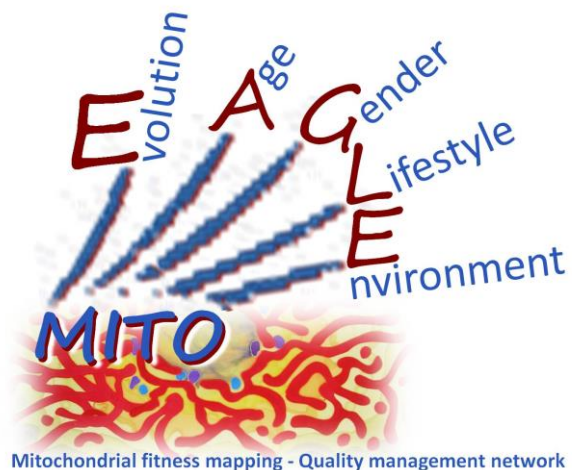 Evolution
Age
Gender
Lifestyle
Environment
MITO
Mitochondrial fitness mapping - Quality management network